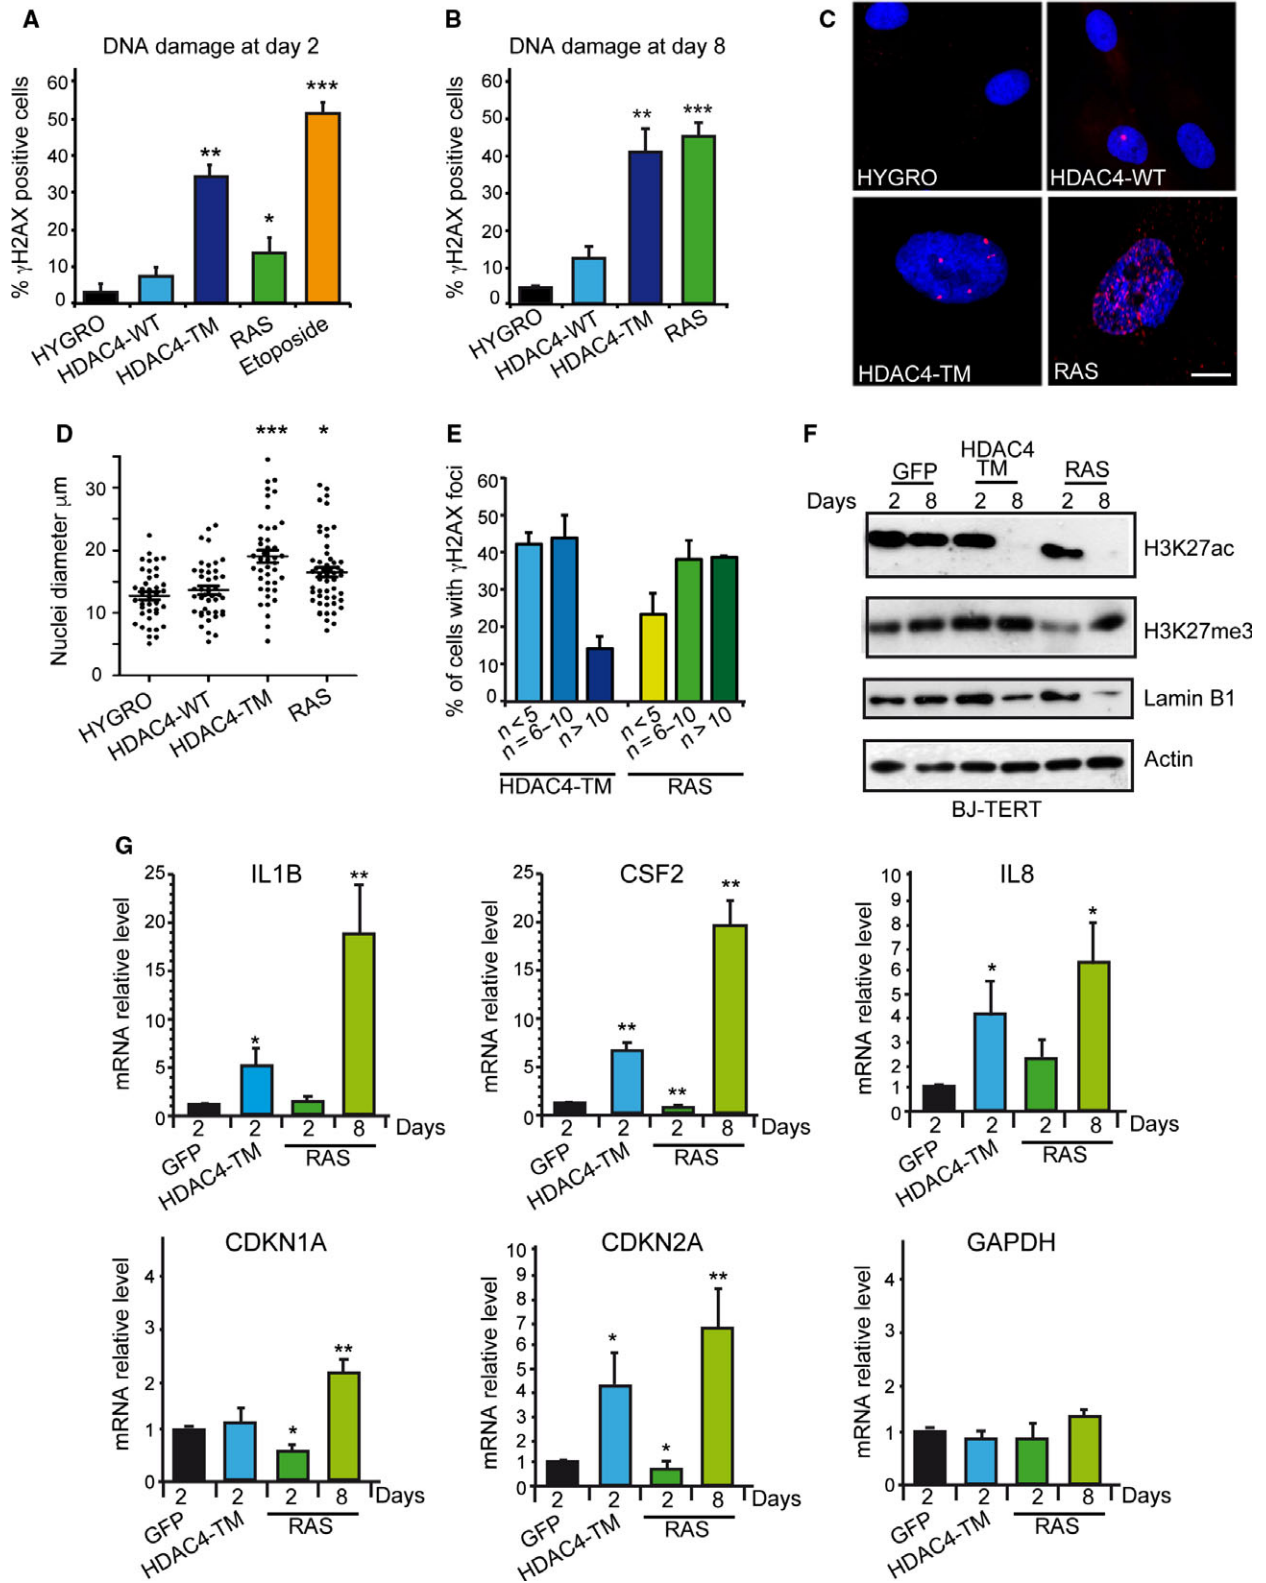 A
DNA damage at day 2
% γH2AX positive cells
60
50
40
30
20
10
0
***
**
*
HYGRO
HDAC4-WT
HDAC4-TM
RAS
Etoposide
B
DNA damage at day 8
% γH2AX positive cells
60
50
40
30
20
10
0
**
***
HYGRO
HDAC4-WT
HDAC4-TM
RAS
C
HYGRO
HDAC4-WT
HDAC4-TM
RAS
D
Nuclei diameter μm
30
20
10
0
***
*
HYGRO
HDAC4-WT
HDAC4-TM
RAS
E
% of cells with γH2AX foci
60
50
40
30
20
10
0
n < 5
n = 6–10
n > 10
n < 5
n = 6–10
n > 10
HDAC4-TM
RAS
F
GFP
HDAC4
TM
RAS
Days 2 8 2 8 2 8
H3K27ac
H3K27me3
Lamin B1
Actin
BJ-TERT
G
IL1B
mRNA relative level
25
20
15
10
5
0
*
**
2 2 2 8 Days
GFP
HDAC4-TM
RAS
CSF2
mRNA relative level
25
20
15
10
5
0
**
**
**
2 2 2 8 Days
GFP
HDAC4-TM
RAS
IL8
mRNA relative level
10
9
8
7
6
5
4
3
2
1
0
*
*
2 2 2 8 Days
GFP
HDAC4-TM
RAS
CDKN1A
mRNA relative level
4
3
2
1
0
*
**
2 2 2 8 Days
GFP
HDAC4-TM
RAS
CDKN2A
mRNA relative level
10
9
8
7
6
5
4
3
2
1
0
*
*
**
2 2 2 8 Days
GFP
HDAC4-TM
RAS
GAPDH
mRNA relative level
4
3
2
1
0
2 2 2 8 Days
GFP
HDAC4-TM
RAS